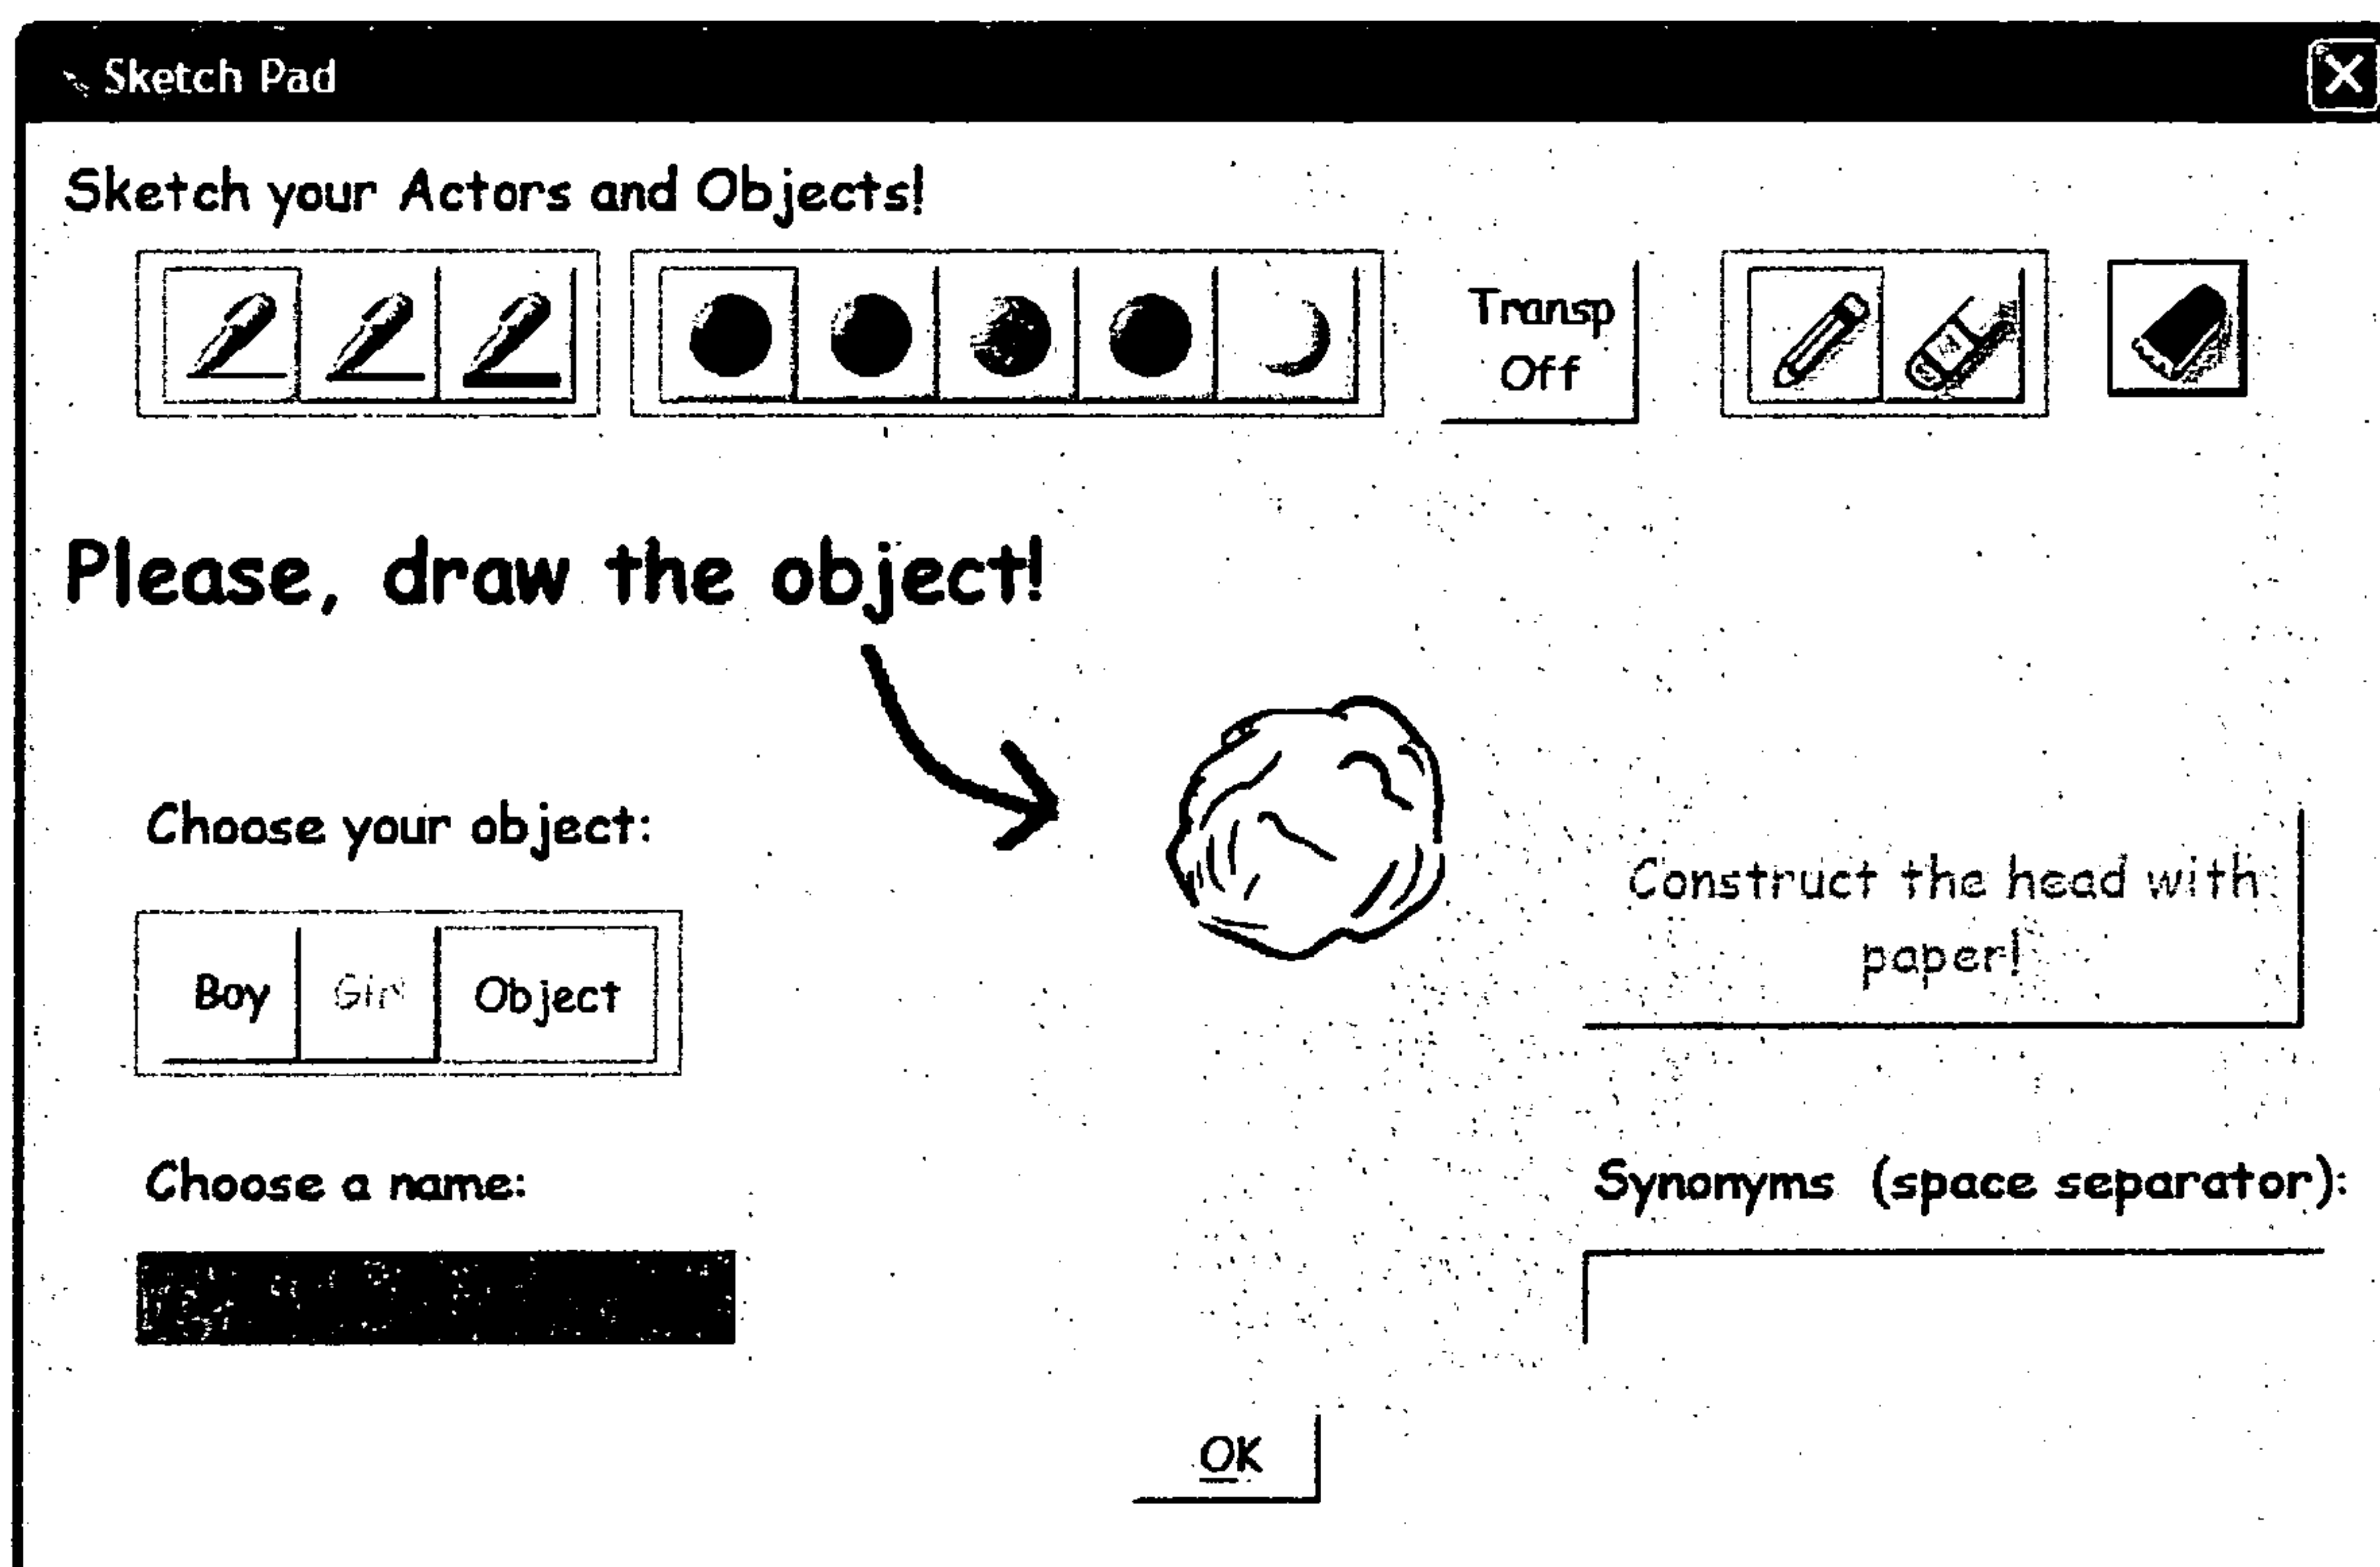 Sketch Pad
Sketch your Actors and Objects!
Transp
Off
Please, draw the object!
Choose your object:
Construct the head with
paper!
Boy Girl Object
Choose a name:
Synonyms (space separator):
OK